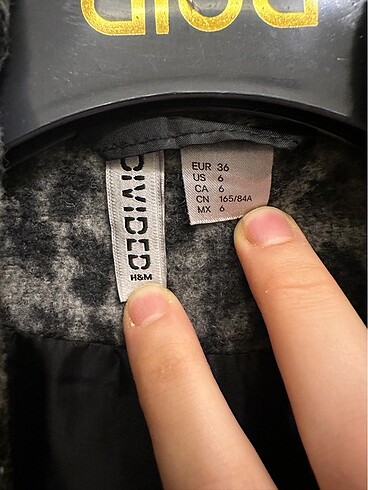 DIVIDED
H&M
EUR 36
US 6
CA 6
CN 165/84A
MX 6